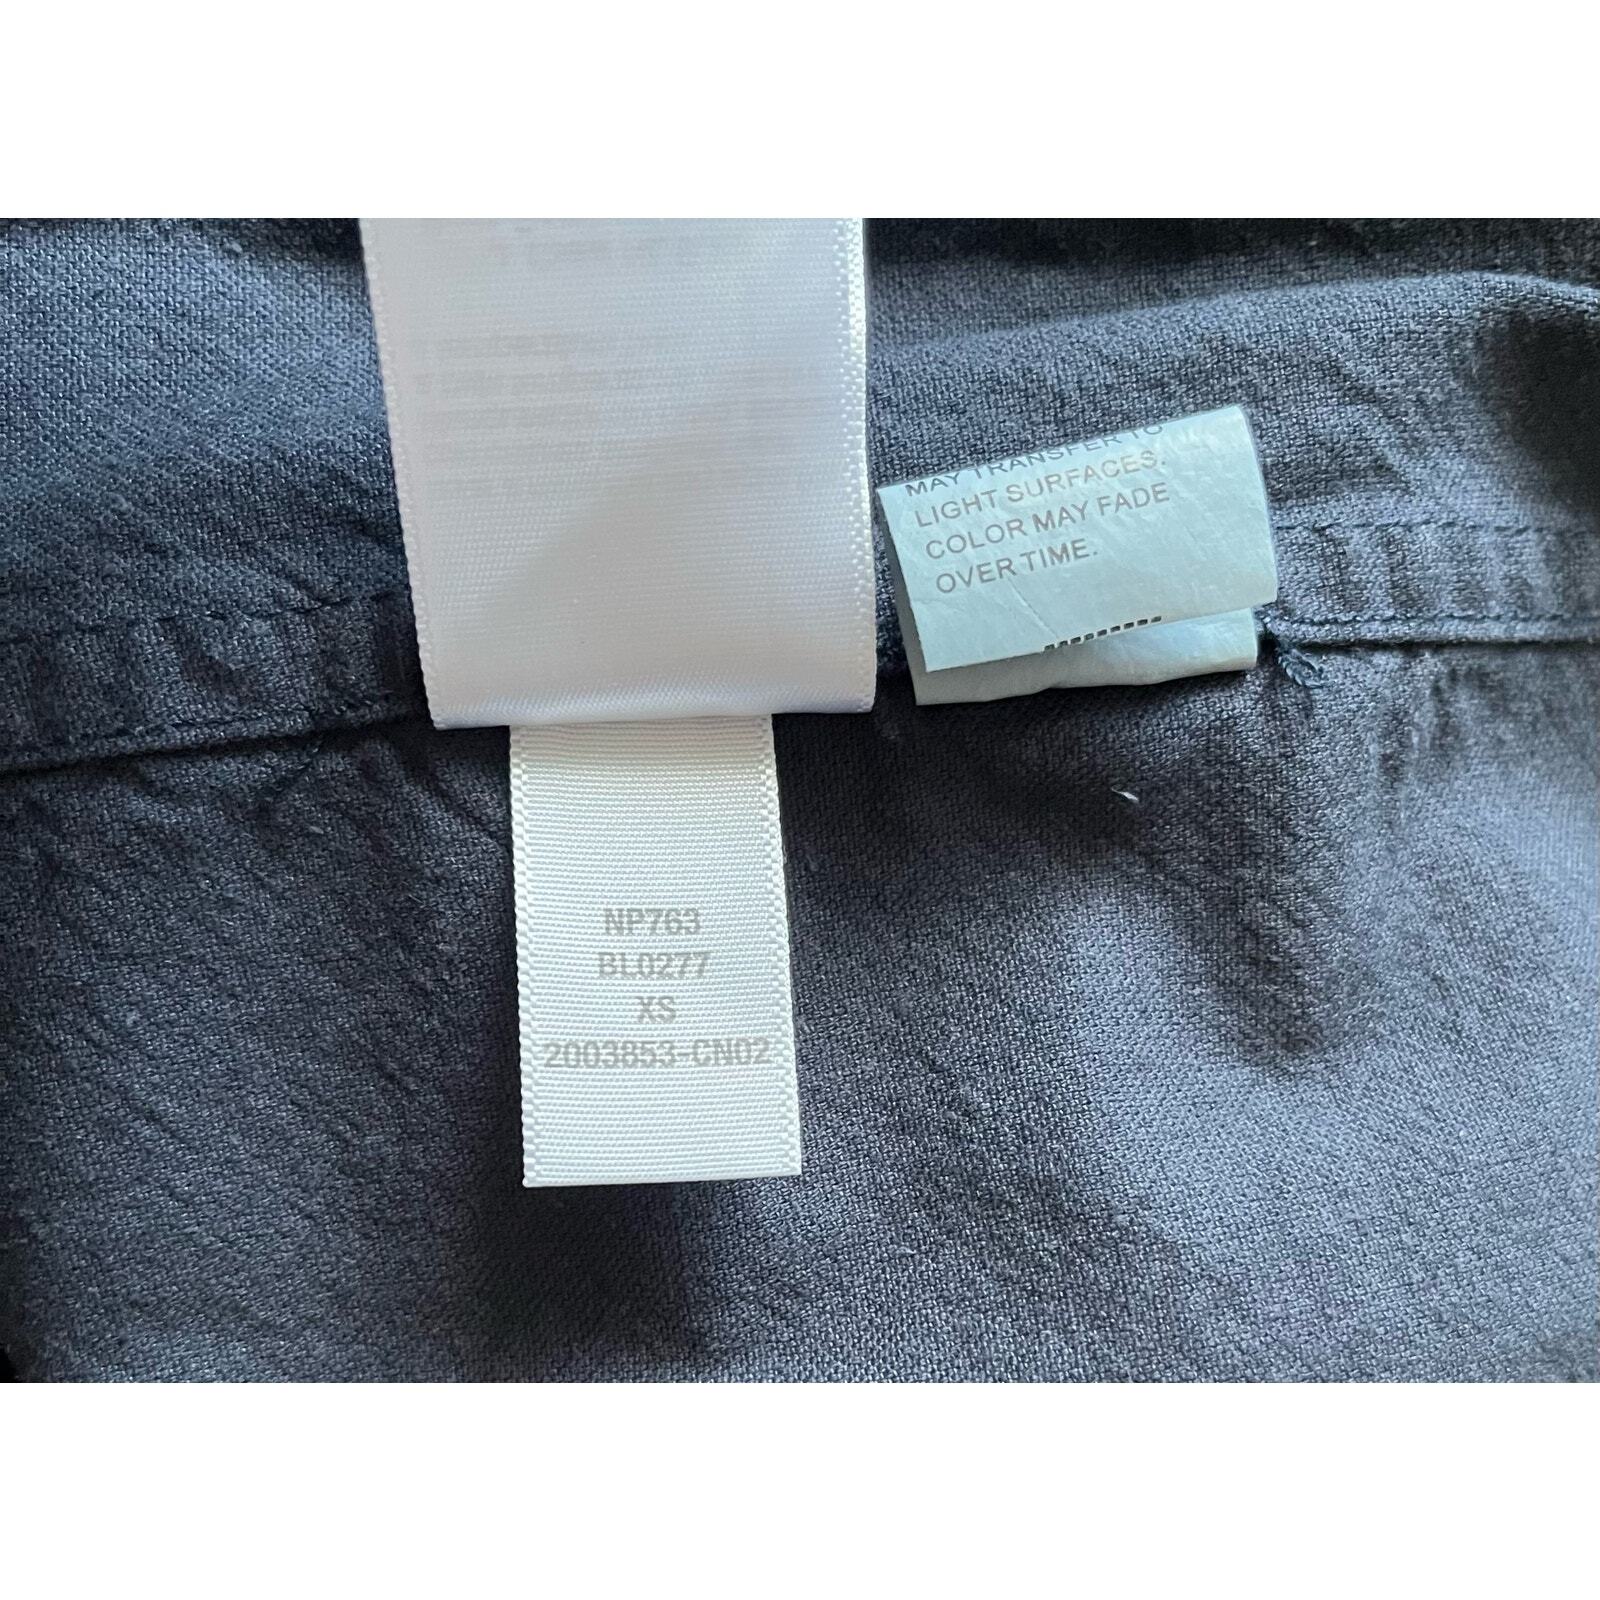 MAY TRANSFER TO
LIGHT SURFACES.
COLOR MAY FADE
OVER TIME.
NP763
BL0277
XS
2003853-CN02